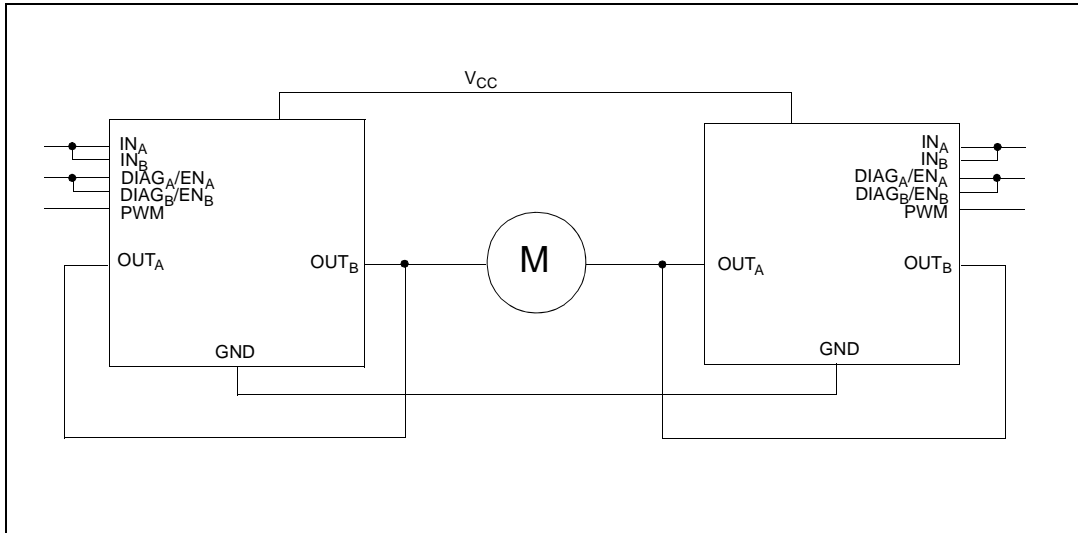 V_CC
IN_A
IN_B
DIAG_A/EN_A
DIAG_B/EN_B
PWM
OUT_A
OUT_B
GND
M
IN_A
IN_B
DIAG_A/EN_A
DIAG_B/EN_B
PWM
OUT_A
OUT_B
GND